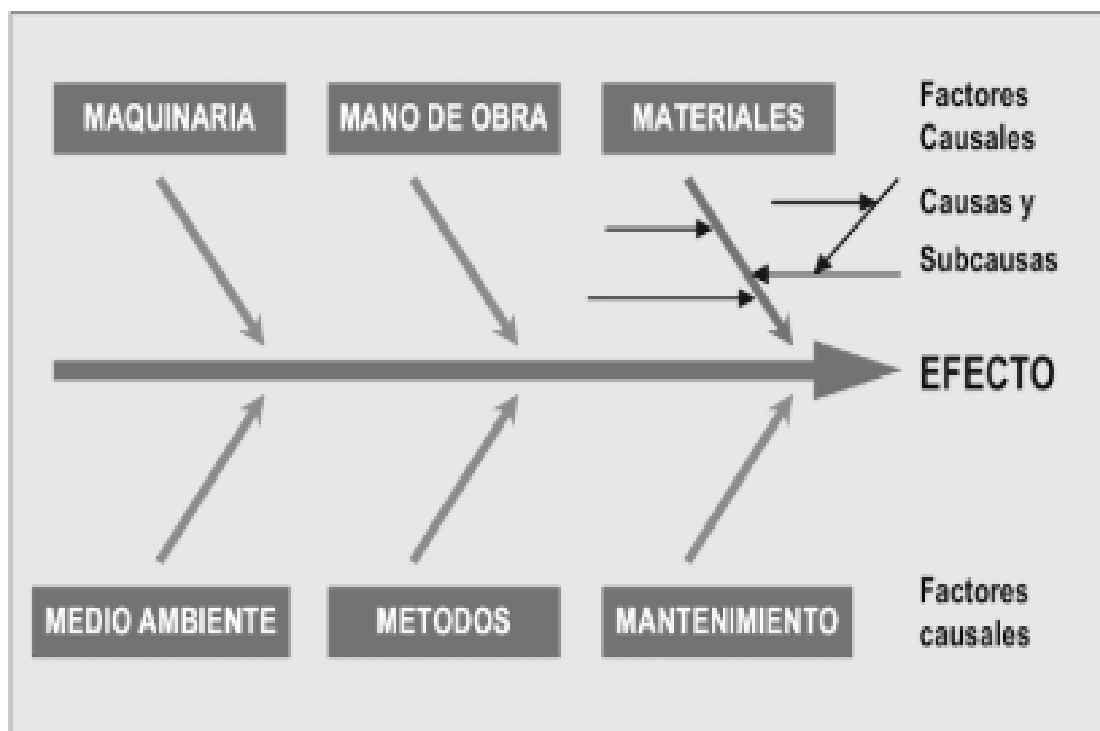 MAQUINARIA
MANO DE OBRA
MATERIALES
Factores
Causales
Causas y
Subcausas
EFECTO
MEDIO AMBIENTE
METODOS
MANTENIMIENTO
Factores
causales